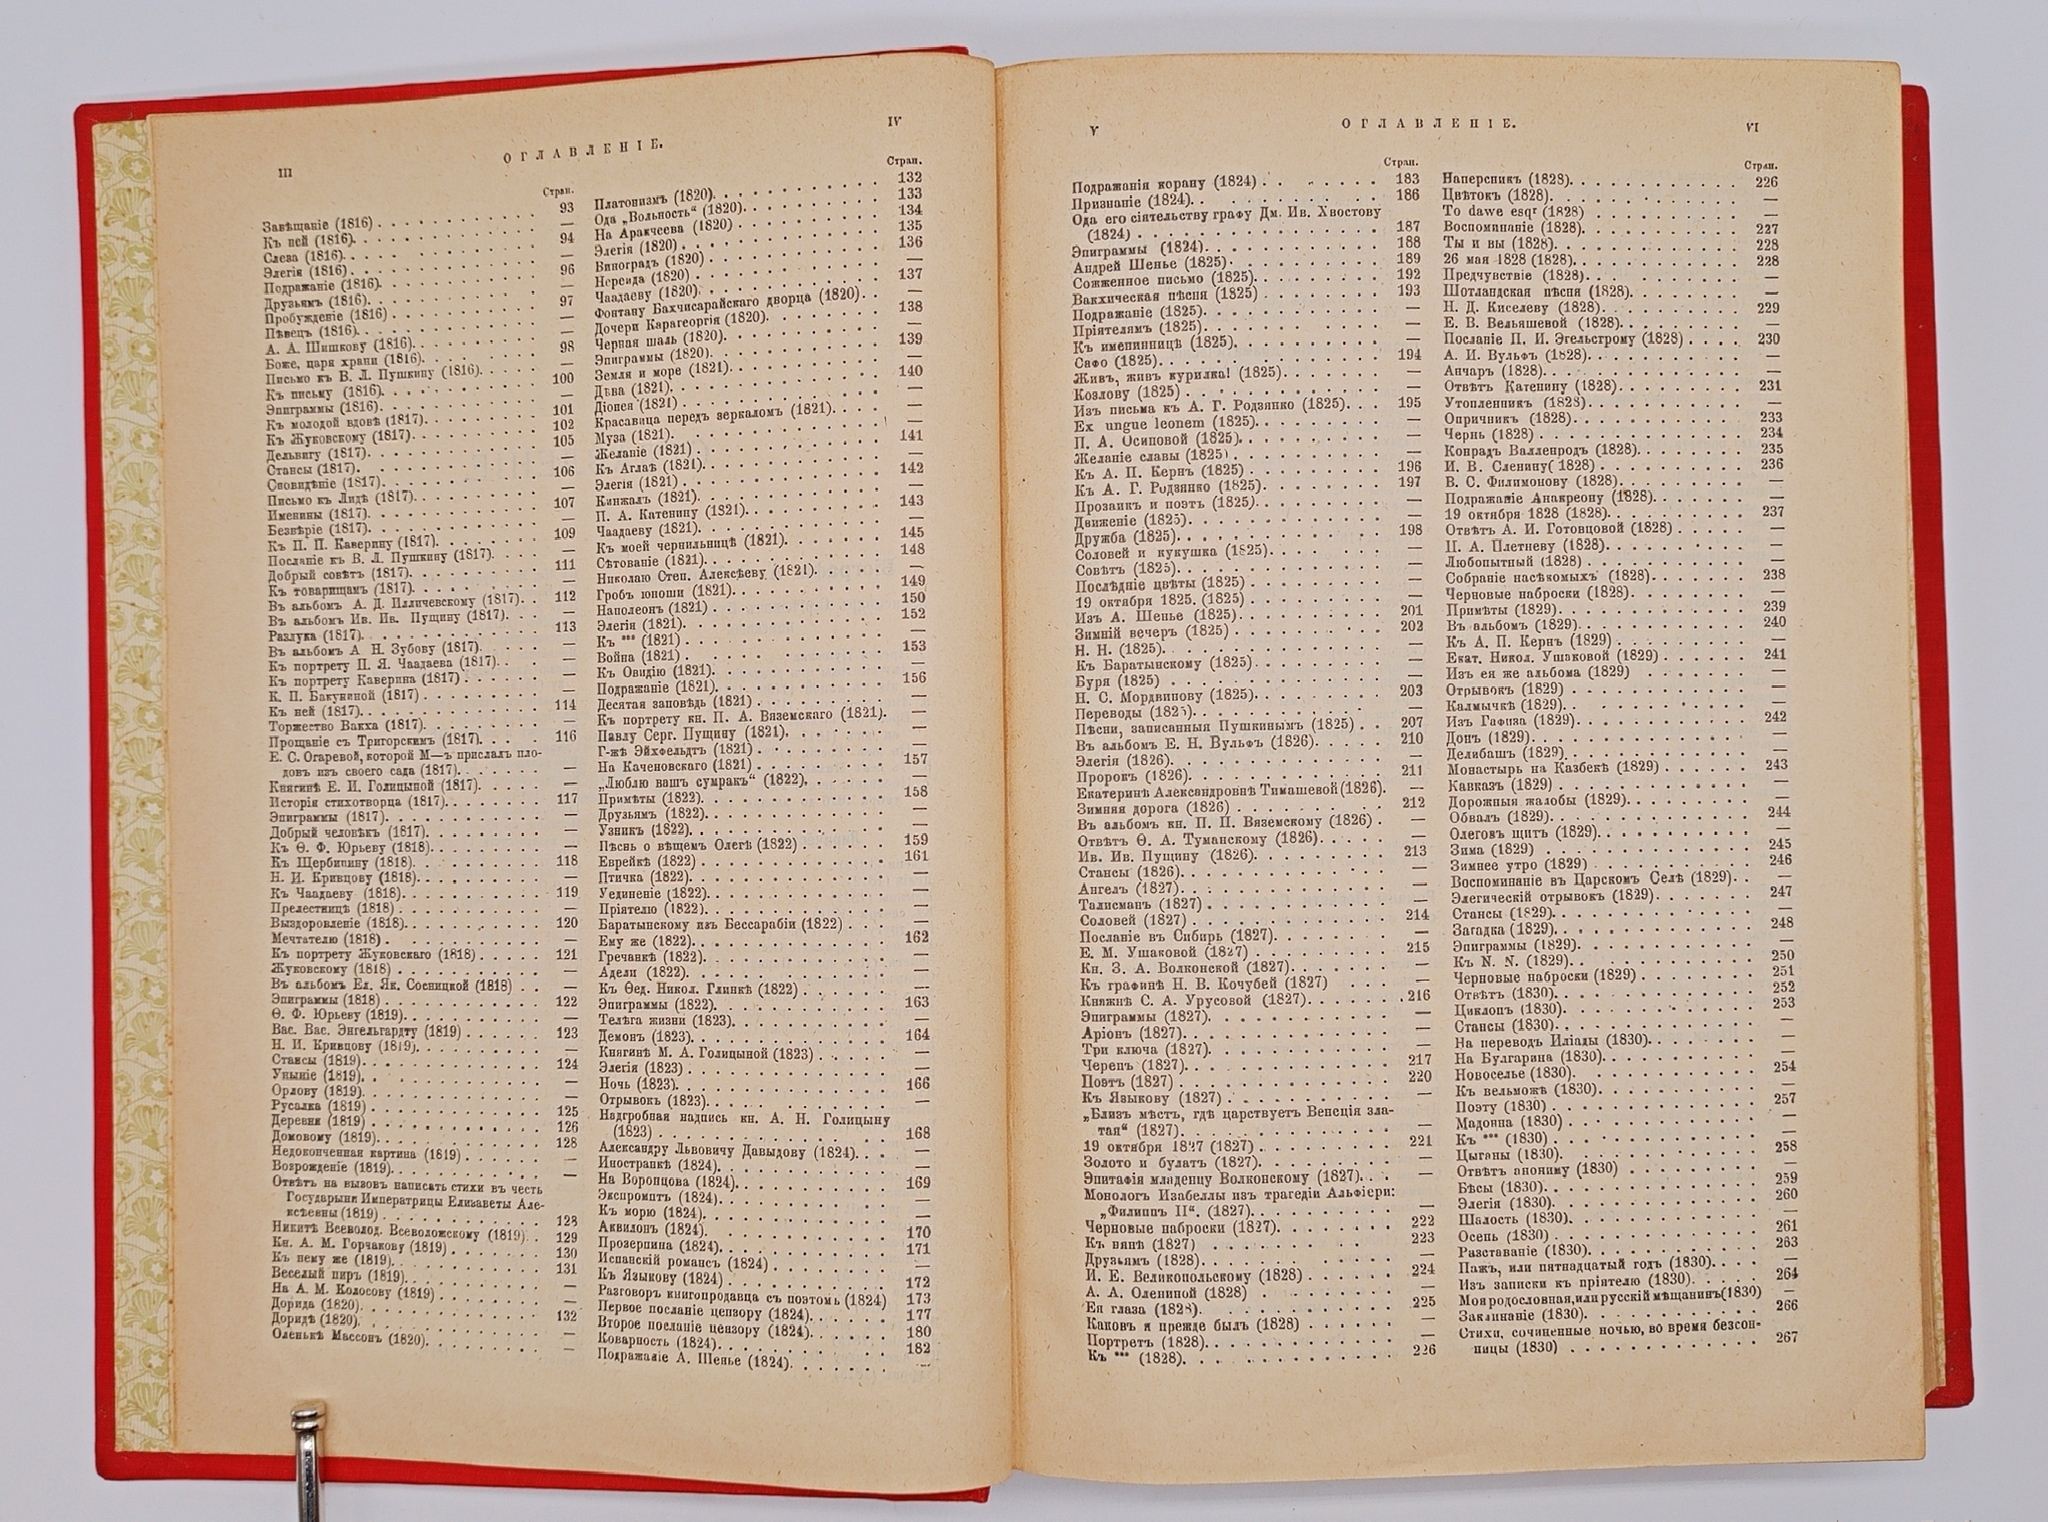 III
ОГЛАВЛЕНІЕ.
IV
Стран.
Завѣщаніе (1816) 93
Къ ней (1816). —
Слеза (1816). 94
Элегія (1816). —
Подражаніе (1816). 96
Друзьямъ (1816). —
Пробужденіе (1816) 97
Пѣвецъ (1816). —
А. А. Шишкову (1816). —
Боже, царя храни (1816). 98
Письмо къ В. Л. Пушкину (1816). —
Къ письму (1816). 100
Эпиграммы (1816). —
Къ молодой вдовѣ (1817). 101
Къ Жуковскому (1817). 102
Дельвигу (1817). 105
Стансы (1817). —
Сновидѣніе (1817). 106
Письмо къ Лидѣ (1817). —
Именины (1817). 107
Безвѣріе (1817). —
Къ П. П. Каверину (1817). 109
Посланіе къ В. Л. Пушкину (1817). —
Добрый совѣтъ (1817). 111
Къ товарищамъ (1817). —
Въ альбомъ А. Д. Илличевскому (1817). 112
Въ альбомъ Ив. Ив. Пущину (1817). —
Разлука (1817). 113
Въ альбомъ А Н. Зубову (1817). —
Къ портрету П. Я. Чаадаева (1817). —
Къ портрету Каверина (1817) —
К. П. Бакуниной (1817) —
Къ ней (1817). 114
Торжество Вакха (1817). —
Прощаніе съ Тригорскимъ (1817). 116
Е. С. Огаревой, которой М—ъ прислалъ пло-
довъ изъ своего сада (1817). —
Княгинѣ Е. И. Голицыной (1817). —
Исторія стихотворца (1817). 117
Эпиграммы (1817). —
Добрый человѣкъ (1817). —
Къ Ѳ. Ф. Юрьеву (1818). —
Къ Щербинину (1818). 118
Н. И. Кривцову (1818). —
Къ Чаадаеву (1818). 119
Прелестницѣ (1818) —
Выздоровленіе (1818). 120
Мечтателю (1818) —
Къ портрету Жуковскаго (1818) 121
Жуковскому (1818) —
Въ альбомъ Ел. Як. Сосницкой (1818) —
Эпиграммы (1818) 122
Ѳ. Ф. Юрьеву (1819). —
Вас. Вас. Энгельгардту (1819) 123
Н. И. Кривцову (1819). —
Стансы (1819). 124
Уныніе (1819). —
Орлову (1819). —
Русалка (1819) 125
Деревня (1819) 126
Домовому (1819). 128
Недоконченная картина (1819) —
Возрожденіе (1819). —
Отвѣтъ на вызовъ написать стихи въ честь
Государыни Императрицы Елизаветы Але-
ксѣевны (1819) 128
Никитѣ Всеволод. Всеволожскому (1819). 129
Кн. А. М. Горчакову (1819) 130
Къ нему же (1819). 131
Веселый пиръ (1819). —
На А. М. Колосову (1819) —
Дорида (1820). —
Доридѣ (1820). 132
Оленькѣ Массонъ (1820). —
Стран.
Платонизмъ (1820). 132
Ода „Вольность“ (1820). 133
На Аракчеева (1820) 134
Элегія (1820) 135
Виноградъ (1820) 136
Нереида (1820) —
Чаадаеву (1820). 137
Фонтану Бахчисарайскаго дворца (1820). —
Дочери Карагеоргія (1820). 138
Черная шаль (1820). —
Эпиграммы (1820). 139
Земля и море (1821). —
Дѣва (1821). 140
Діонея (1821) —
Красавица передъ зеркаломъ (1821). —
Муза (1821). —
Желаніе (1821) 141
Къ Аглаѣ (1821). —
Элегія (1821) 142
Кинжалъ (1821). —
П. А. Катенину (1821). 143
Чаадаеву (1821). —
Къ моей чернильницѣ (1821). 145
Сѣтованіе (1821). 148
Николаю Степ. Алексѣеву (1821). —
Гробъ юноши (1821). 149
Наполеонъ (1821) 150
Элегія (1821). 152
Къ *** (1821) —
Война (1821) 153
Къ Овидію (1821). —
Подражаніе (1821). 156
Десятая заповѣдь (1821) —
Къ портрету кн. П. А. Вяземскаго (1821). —
Павлу Серг. Пущину (1821). —
Г-жѣ Эйхфельдтъ (1821) —
На Каченовскаго (1821) 157
„Люблю вашъ сумракъ“ (1822). —
Примѣты (1822). 158
Друзьямъ (1822). —
Узникъ (1822). —
Пѣснь о вѣщемъ Олегѣ (1822) 159
Еврейкѣ (1822) 161
Птичка (1822). —
Уединеніе (1822). —
Пріятелю (1822). —
Баратынскому изъ Бессарабіи (1822) —
Ему же (1822). 162
Гречанкѣ (1822). —
Адели (1822). —
Къ Ѳед. Никол. Глинкѣ (1822) —
Эпиграммы (1822). 163
Телѣга жизни (1823). —
Демонъ (1823). 164
Княгинѣ М. А. Голицыной (1823) —
Элегія (1823) —
Ночь (1823). 166
Отрывокъ (1823). —
Надгробная надпись кн. А. Н. Голицыну
(1823) 168
Александру Львовичу Давыдову (1824). —
Иностранкѣ (1824). —
На Воронцова (1824). 169
Экспромптъ (1824). —
Къ морю (1824). —
Аквилонъ (1824). 170
Прозерпина (1824). 171
Испанскій романсъ (1824) —
Къ Языкову (1824) 172
Разговоръ книгопродавца съ поэтомъ (1824) 173
Первое посланіе цензору (1824). 177
Второе посланіе цензору (1824). 180
Коварность (1824). 182
Подражаніе А. Шенье (1824). —
V
ОГЛАВЛЕНІЕ.
VI
Стран.
Подражанія корану (1824) 183
Признаніе (1824). 186
Ода его сіятельству графу Дм. Ив. Хвостову
(1824) 187
Эпиграммы (1824). 188
Андрей Шенье (1825) 189
Сожженное письмо (1825). 192
Вакхическая пѣсня (1825) 193
Подражаніе (1825). —
Пріятелямъ (1825). —
Къ именинницѣ (1825). —
Сафо (1825). 194
Живъ, живъ курилка! (1825). —
Козлову (1825) —
Изъ письма къ А. Г. Родзянко (1825). 195
Ex ungue leonem (1825). —
П. А. Осиповой (1825). —
Желаніе славы (1825) —
Къ А. П. Кернъ (1825) 196
Къ А. Г. Родзянко (1825). 197
Прозаикъ и поэтъ (1825). —
Движеніе (1825). —
Дружба (1825). 198
Соловей и кукушка (1825). —
Совѣтъ (1825). —
Послѣдніе цвѣты (1825) —
19 октября 1825. (1825) —
Изъ А. Шенье (1825). 201
Зимній вечеръ (1825) 202
Н. Н. (1825). —
Къ Баратынскому (1825). —
Буря (1825) —
Н. С. Мордвинову (1825). 203
Переводы (1825). —
Пѣсни, записанныя Пушкинымъ (1825) 207
Въ альбомъ Е. Н. Вульфъ (1826). 210
Элегія (1826). —
Пророкъ (1826). 211
Екатеринѣ Александровнѣ Тимашевой (1826). —
Зимняя дорога (1826) 212
Въ альбомъ кн. П. П. Вяземскому (1826) —
Отвѣтъ Ѳ. А. Туманскому (1826). —
Ив. Ив. Пущину (1826). 213
Стансы (1826). —
Ангелъ (1827). —
Талисманъ (1827) —
Соловей (1827) 214
Посланіе въ Сибирь (1827). —
Е. М. Ушаковой (1827) 215
Кн. З. А. Волконской (1827). —
Къ графинѣ Н. В. Кочубей (1827) —
Княжнѣ С. А. Урусовой (1827). 216
Эпиграммы (1827). —
Аріонъ (1827). —
Три ключа (1827). —
Черепъ (1827). 217
Поэтъ (1827) 220
Къ Языкову (1827) —
„Близъ мѣстъ, гдѣ царствуетъ Венеція зла-
тая“ (1827). —
19 октября 1827 (1827) 221
Золото и булатъ (1827). —
Эпитафія младенцу Волконскому (1827). —
Монологъ Изабеллы изъ трагедіи Альфіери:
„Филиппъ II“. (1827). —
Черновые наброски (1827). 222
Къ нянѣ (1827) 223
Друзьямъ (1828). —
И. Е. Великопольскому (1828) 224
А. А. Олениной (1828) —
Ея глаза (1828). 225
Каковъ я прежде былъ (1828) —
Портретъ (1828). —
Къ *** (1828). 226
Стран.
Наперсникъ (1828). 226
Цвѣтокъ (1828). —
To dawe esqr (1828) —
Воспоминаніе (1828). 227
Ты и вы (1828). 228
26 мая 1828 (1828). 228
Предчувствіе (1828). —
Шотландская пѣсня (1828). —
Н. Д. Киселеву (1828). 229
Е. В. Вельяшевой (1828). —
Посланіе П. И. Эгельстрому (1828) 230
А. И. Вульфъ (1828). —
Анчаръ (1828). —
Отвѣтъ Катенину (1828). 231
Утопленникъ (1828). —
Опричникъ (1828). 233
Чернь (1828) 234
Конрадъ Валленродъ (1828). 235
И. В. Сленину( 1828) 236
В. С. Филимонову (1828). —
Подражаніе Анакреону (1828). —
19 октября 1828 (1828). 237
Отвѣтъ А. И. Готовцовой (1828) —
П. А. Плетневу (1828). —
Любопытный (1828) —
Собраніе насѣкомыхъ (1828) 238
Черновые наброски (1828). —
Примѣты (1829). 239
Въ альбомъ (1829). 240
Къ А. П. Кернъ (1829) —
Екат. Никол. Ушаковой (1829) 241
Изъ ея же альбома (1829) —
Отрывокъ (1829) —
Калмычкѣ (1829). —
Изъ Гафиза (1829). 242
Донъ (1829). —
Делибашъ (1829). —
Монастырь на Казбекѣ (1829) 243
Кавказъ (1829) —
Дорожныя жалобы (1829). —
Обвалъ (1829). 244
Олеговъ щитъ (1829). —
Зима (1829) 245
Зимнее утро (1829) 246
Воспоминаніе въ Царскомъ Селѣ (1829). —
Элегическій отрывокъ (1829). 247
Стансы (1829). —
Загадка (1829). 248
Эпиграммы (1829). —
Къ N. N. (1829). 250
Черновые наброски (1829) 251
Отвѣтъ (1830). 252
Циклопъ (1830). 253
Стансы (1830). —
На переводъ Иліады (1830). —
На Булгарина (1830). —
Новоселье (1830). 254
Къ вельможѣ (1830). —
Поэту (1830) 257
Мадонна (1830) —
Къ *** (1830) —
Цыганы (1830). 258
Отвѣтъ анониму (1830) —
Бѣсы (1830). 259
Элегія (1830). 260
Шалость (1830). —
Осень (1830) 261
Разставаніе (1830). 263
Пажъ, или пятнадцатый годъ (1830). —
Изъ записки къ пріятелю (1830). 264
Моя родословная, или русскій мѣщанинъ (1830) —
Заклинаніе (1830). 266
Стихи, сочиненные ночью, во время безсон-
ницы (1830) 267